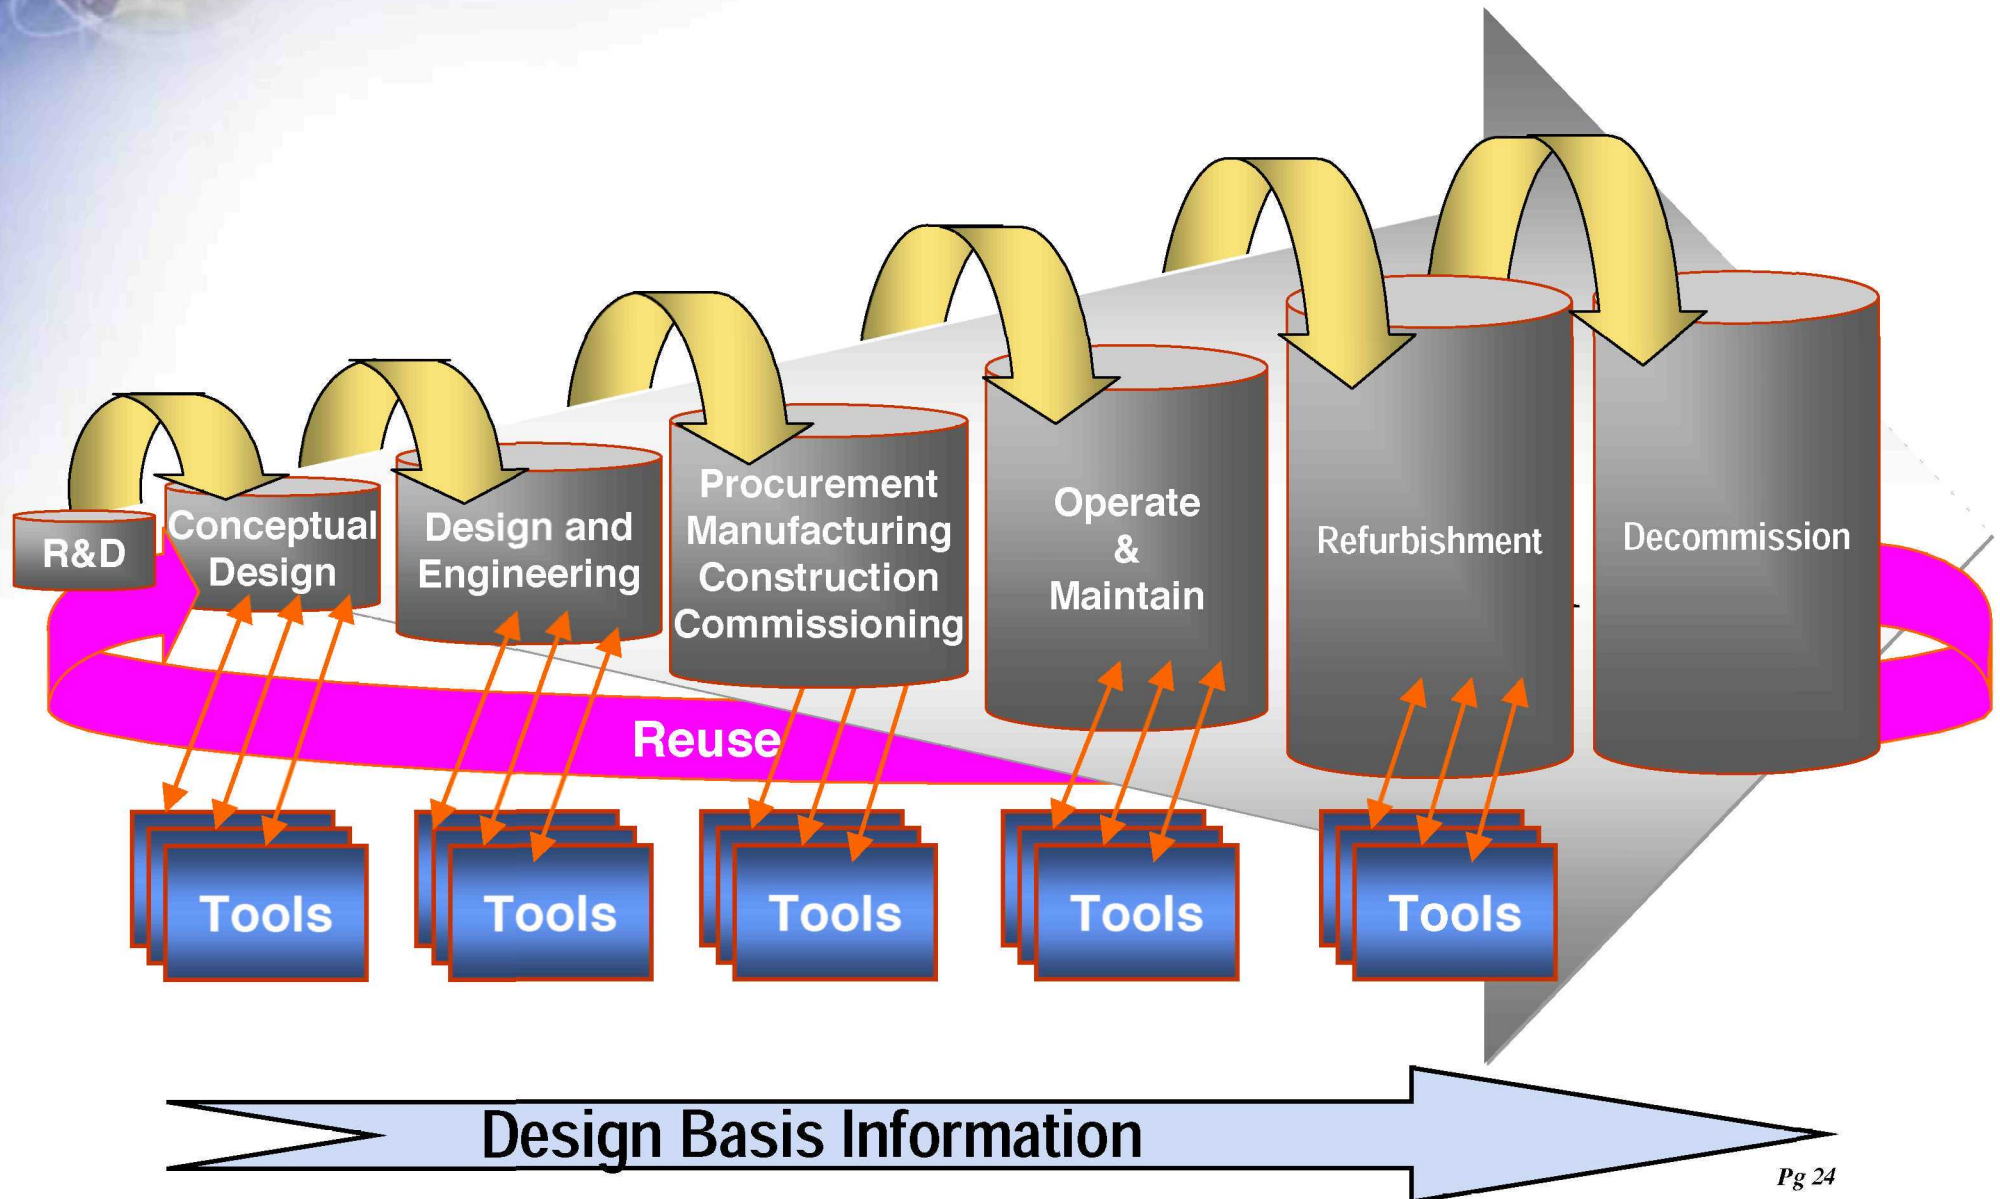 R&D
Conceptual
Design
Design and
Engineering
Procurement
Manufacturing
Construction
Commissioning
Operate
&
Maintain
Refurbishment
Decommission
Reuse
Tools
Tools
Tools
Tools
Tools
Design Basis Information
Pg 24